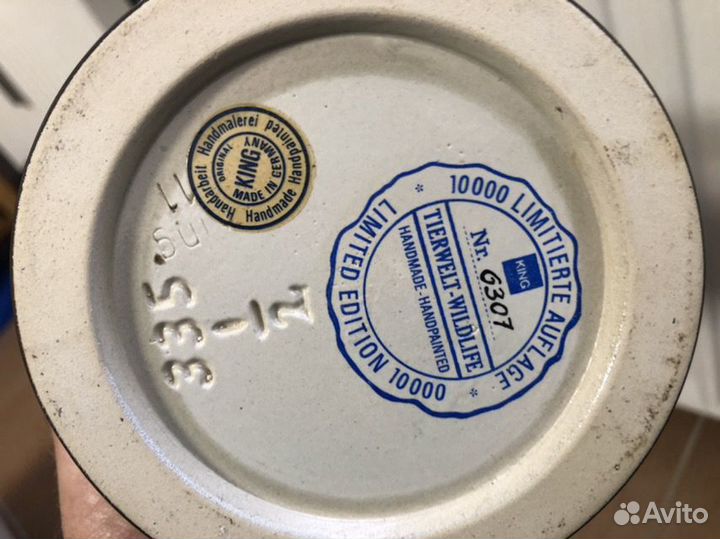 Handarbeit Handmalerei
ORIGINAL
KING
MADE IN GERMANY
Handmade Handpainted
11
335
1/2
10000 LIMITIERTE AUFLAGE
KING
Nr. 6307
TIERWELT-WILDLIFE
HANDMADE-HANDPAINTED
LIMITED EDITION 10000
Avito